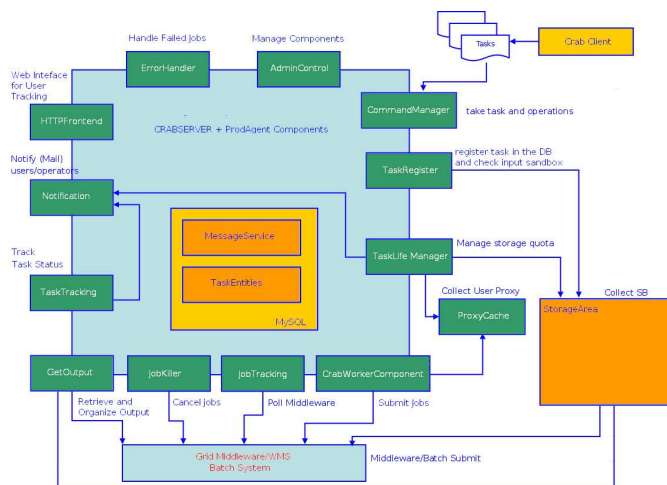 Handle Failed Jobs
Manage Components
Tasks
Crab Client
ErrorHandler
AdminControl
Web Inteface
for User
Tracking
HTTPFrontend
CommandManager
take task and operations
CRABSERVER + ProdAgent Components
Notify (Mail)
users/operators
Notification
register task in the DB
and check input sandbox
TaskRegister
MessageService
TaskEntities
MySQL
Track
Task Status
TaskTracking
Manage storage quota
TaskLife Manager
Collect User Proxy
ProxyCache
Collect SB
StorageArea
GetOutput
JobKiller
JobTracking
CrabWorkerComponent
Retrieve and
Organize Output
Cancel jobs
Poll Middleware
Submit Jobs
Grid Middleware/WMS
Batch System
Middleware/Batch Submit